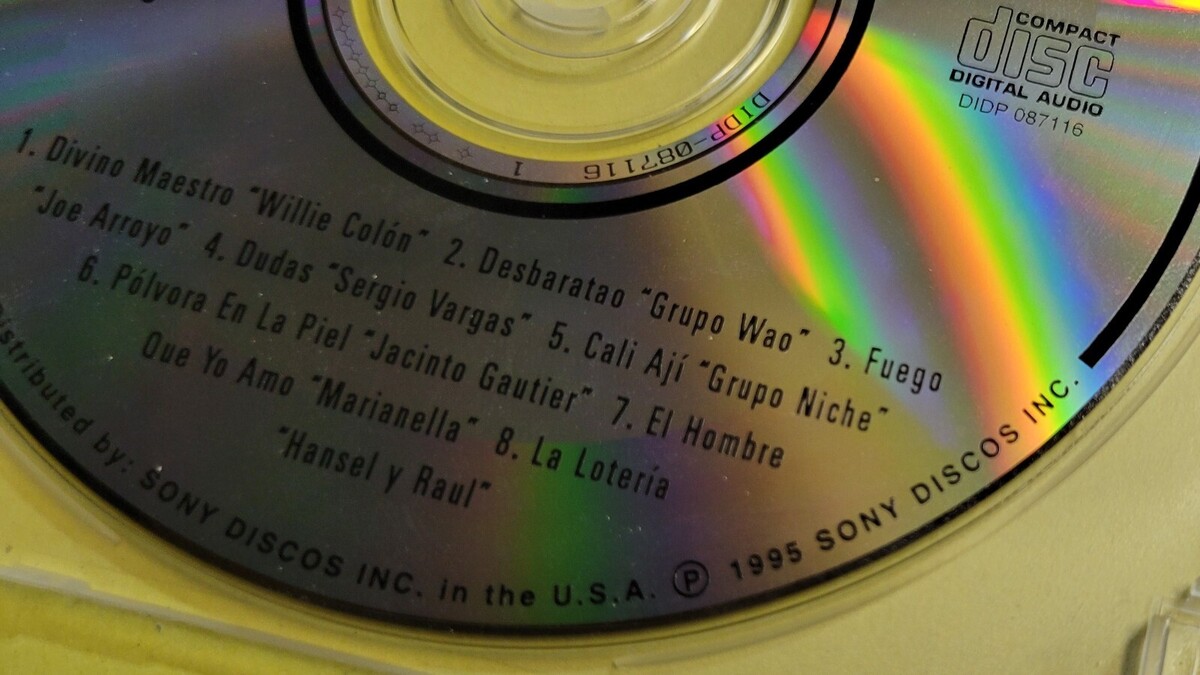 COMPACT
disc
DIGITAL AUDIO
DIDP 087116
DIDP-087116 1
1. Divino Maestro "Willie Colón" 2. Desbaratao "Grupo Wao" 3. Fuego
"Joe Arroyo" 4. Dudas "Sergio Vargas" 5. Cali Ají "Grupo Niche"
6. Pólvora En La Piel "Jacinto Gautier" 7. El Hombre
Que Yo Amo "Marianella" 8. La Lotería
"Hansel y Raul"
Distributed by: SONY DISCOS INC. in the U.S.A. Ⓟ 1995 SONY DISCOS INC.